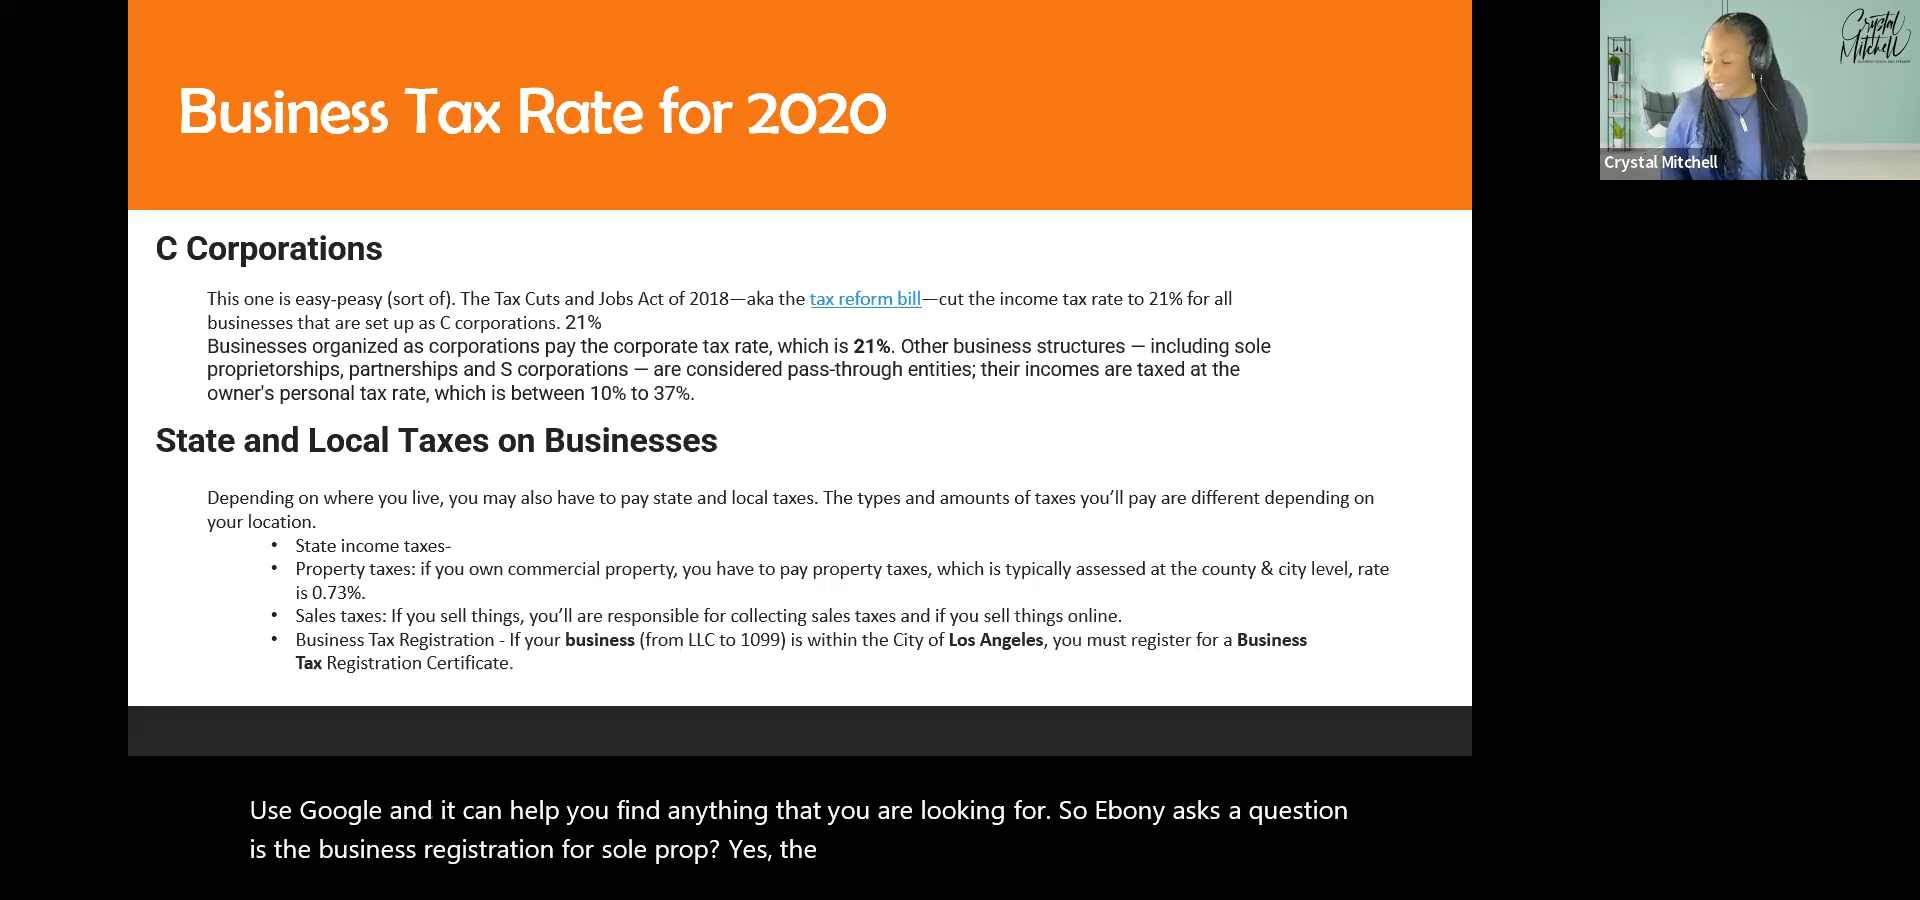 Business Tax Rate for 2020
Crystal
Mitchell
Crystal Mitchell
C Corporations
This one is easy-peasy (sort of). The Tax Cuts and Jobs Act of 2018—aka the tax reform bill—cut the income tax rate to 21% for all
businesses that are set up as C corporations. 21%
Businesses organized as corporations pay the corporate tax rate, which is 21%. Other business structures — including sole
proprietorships, partnerships and S corporations — are considered pass-through entities; their incomes are taxed at the
owner's personal tax rate, which is between 10% to 37%.
State and Local Taxes on Businesses
Depending on where you live, you may also have to pay state and local taxes. The types and amounts of taxes you’ll pay are different depending on
your location.
• State income taxes-
• Property taxes: if you own commercial property, you have to pay property taxes, which is typically assessed at the county & city level, rate
is 0.73%.
• Sales taxes: If you sell things, you’ll are responsible for collecting sales taxes and if you sell things online.
• Business Tax Registration - If your business (from LLC to 1099) is within the City of Los Angeles, you must register for a Business
Tax Registration Certificate.
Use Google and it can help you find anything that you are looking for. So Ebony asks a question
is the business registration for sole prop? Yes, the